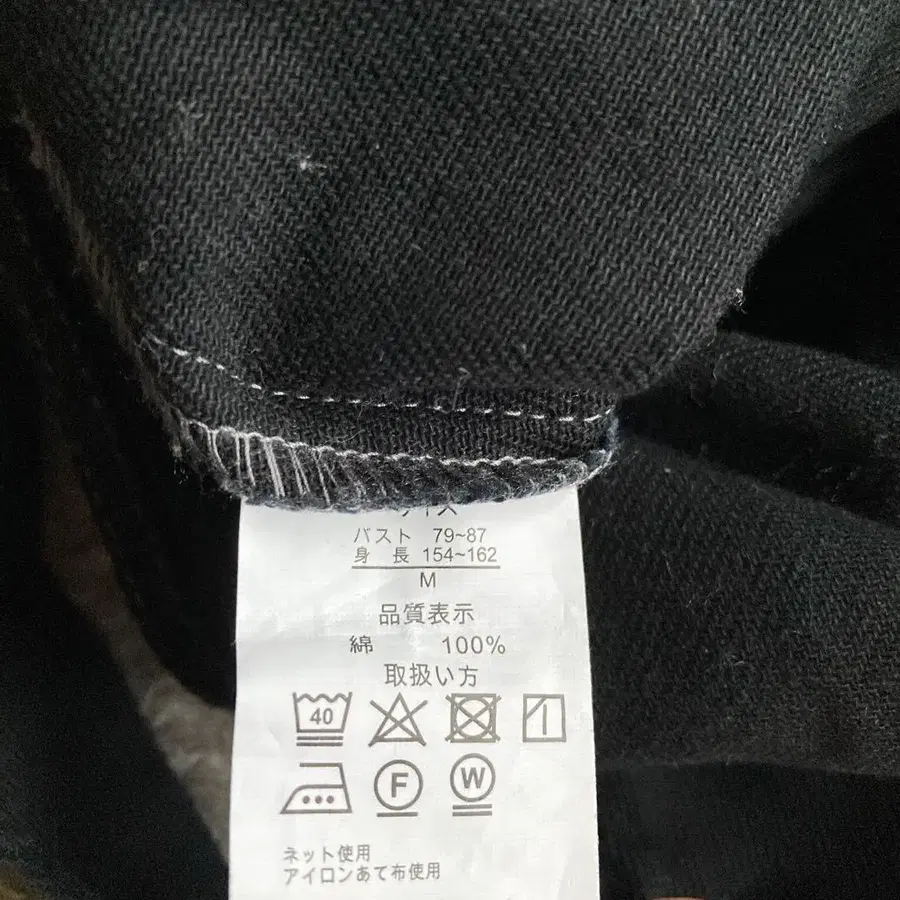 バスト 79~87
身 長 154~162
M
品質表示
綿 100%
取扱い方
40
F W
ネット使用
アイロンあて布使用